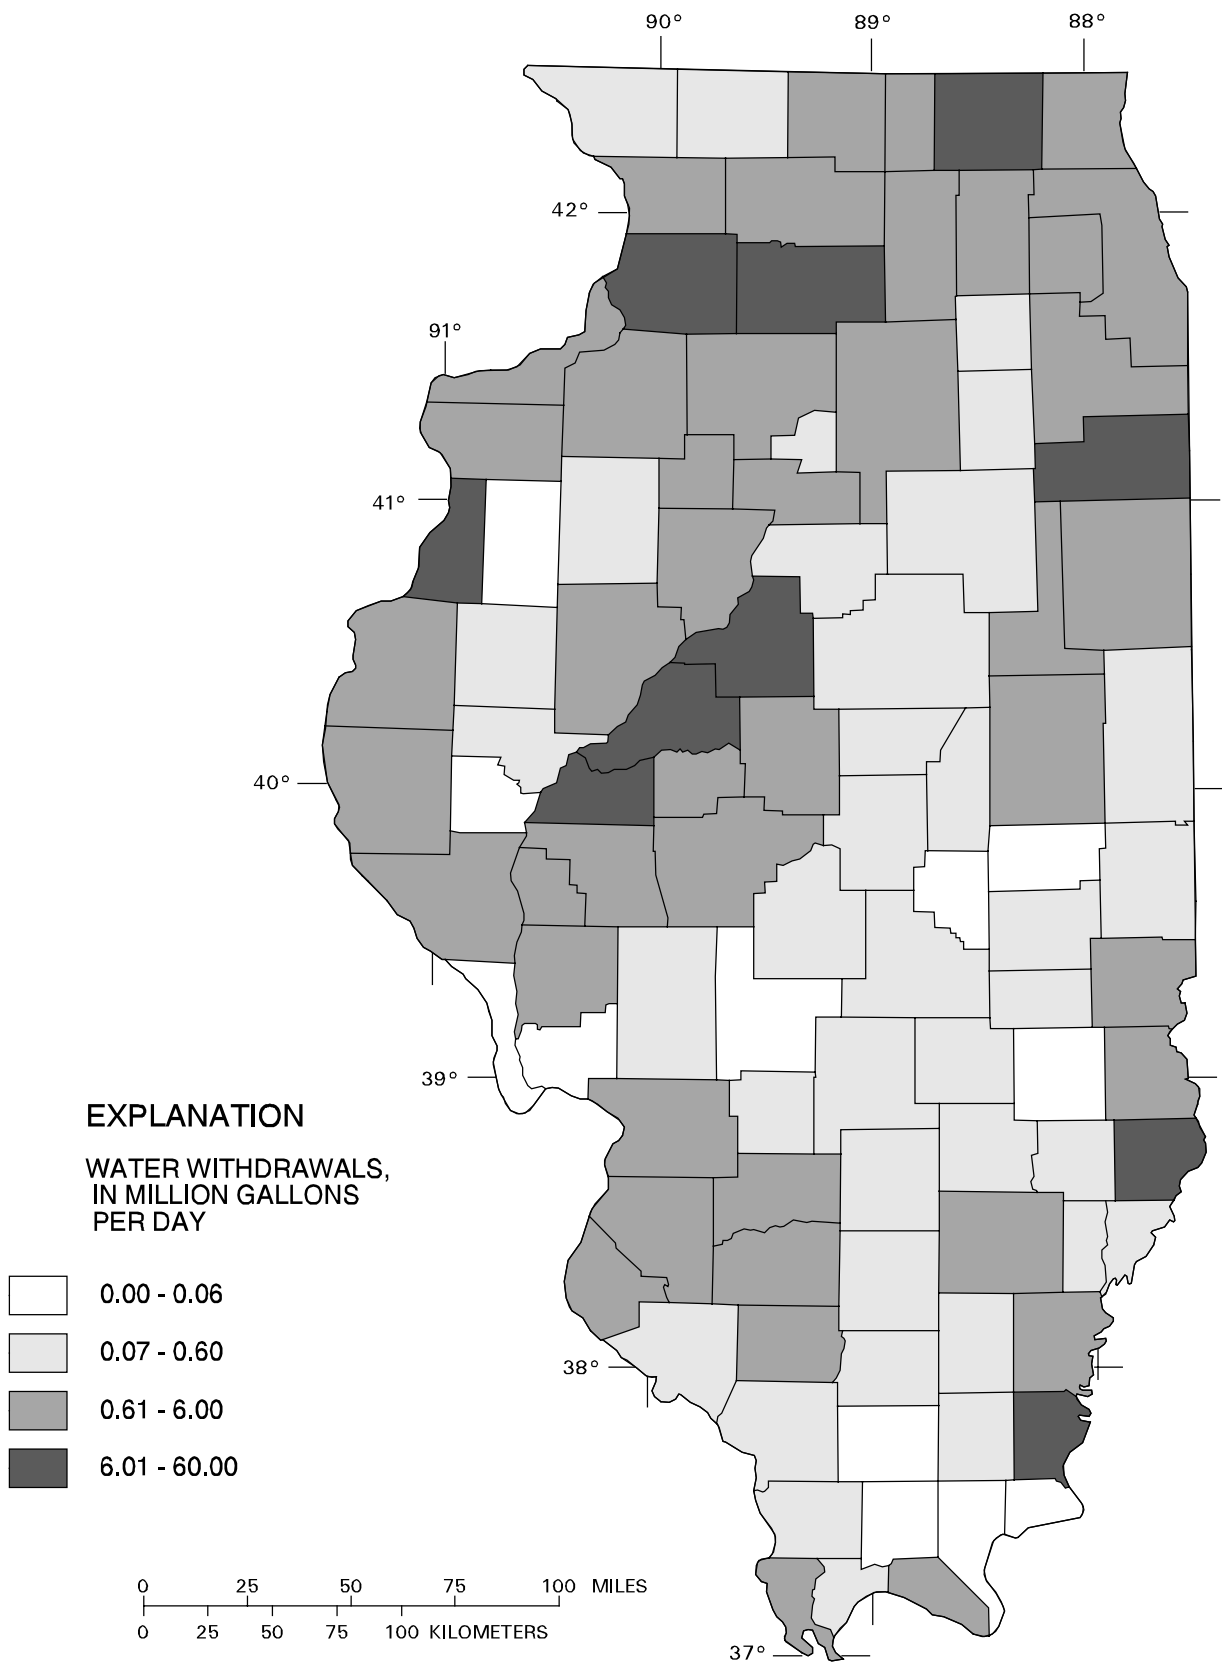 90° 89° 88°
42°
91°
41°
40°
39°
EXPLANATION
WATER WITHDRAWALS,
IN MILLION GALLONS
PER DAY
0.00 - 0.06
0.07 - 0.60
38°
0.61 - 6.00
6.01 - 60.00
0 25 50 75 100 MILES
0 25 50 75 100 KILOMETERS
37°